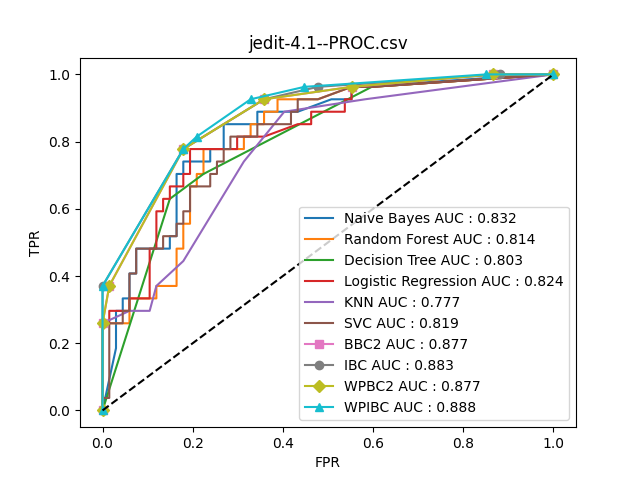 jedit-4.1--PROC.csv
1.0
0.8
0.6
0.4
0.2
0.0
TPR
Naive Bayes AUC : 0.832
Random Forest AUC : 0.814
Decision Tree AUC : 0.803
Logistic Regression AUC : 0.824
KNN AUC : 0.777
SVC AUC : 0.819
BBC2 AUC : 0.877
IBC AUC : 0.883
WPBC2 AUC : 0.877
WPIBC AUC : 0.888
0.0 0.2 0.4 0.6 0.8 1.0
FPR